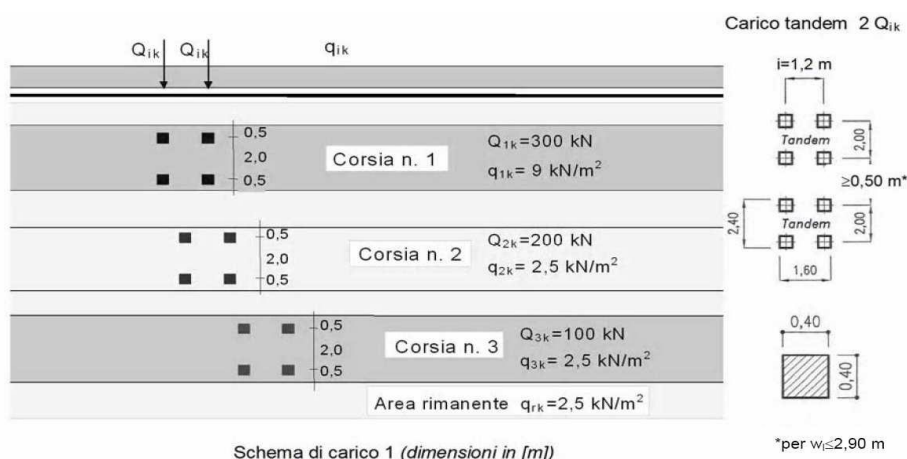 Carico tandem 2 Qik
Qik Qik qik
i=1,2 m
0,5
2,0
0,5
Corsia n. 1
Q1k=300 kN
q1k= 9 kN/m²
Tandem
2,00
≥0,50 m*
0,5
2,0
0,5
Corsia n. 2
Q2k=200 kN
q2k= 2,5 kN/m²
2,40
Tandem
2,00
1,60
0,5
2,0
0,5
Corsia n. 3
Q3k=100 kN
q3k= 2,5 kN/m²
0,40
0,40
Area rimanente qrk=2,5 kN/m²
Schema di carico 1 (dimensioni in [m])
*per wl≤2,90 m